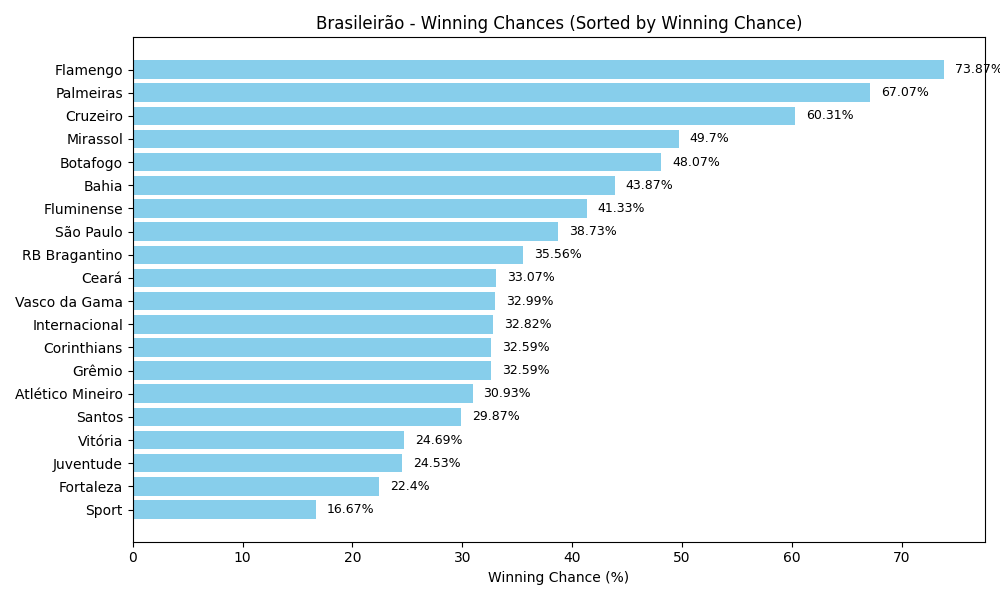 Brasileirão - Winning Chances (Sorted by Winning Chance)
Flamengo 73.87%
Palmeiras 67.07%
Cruzeiro 60.31%
Mirassol 49.7%
Botafogo 48.07%
Bahia 43.87%
Fluminense 41.33%
São Paulo 38.73%
RB Bragantino 35.56%
Ceará 33.07%
Vasco da Gama 32.99%
Internacional 32.82%
Corinthians 32.59%
Grêmio 32.59%
Atlético Mineiro 30.93%
Santos 29.87%
Vitória 24.69%
Juventude 24.53%
Fortaleza 22.4%
Sport 16.67%
0 10 20 30 40 50 60 70
Winning Chance (%)